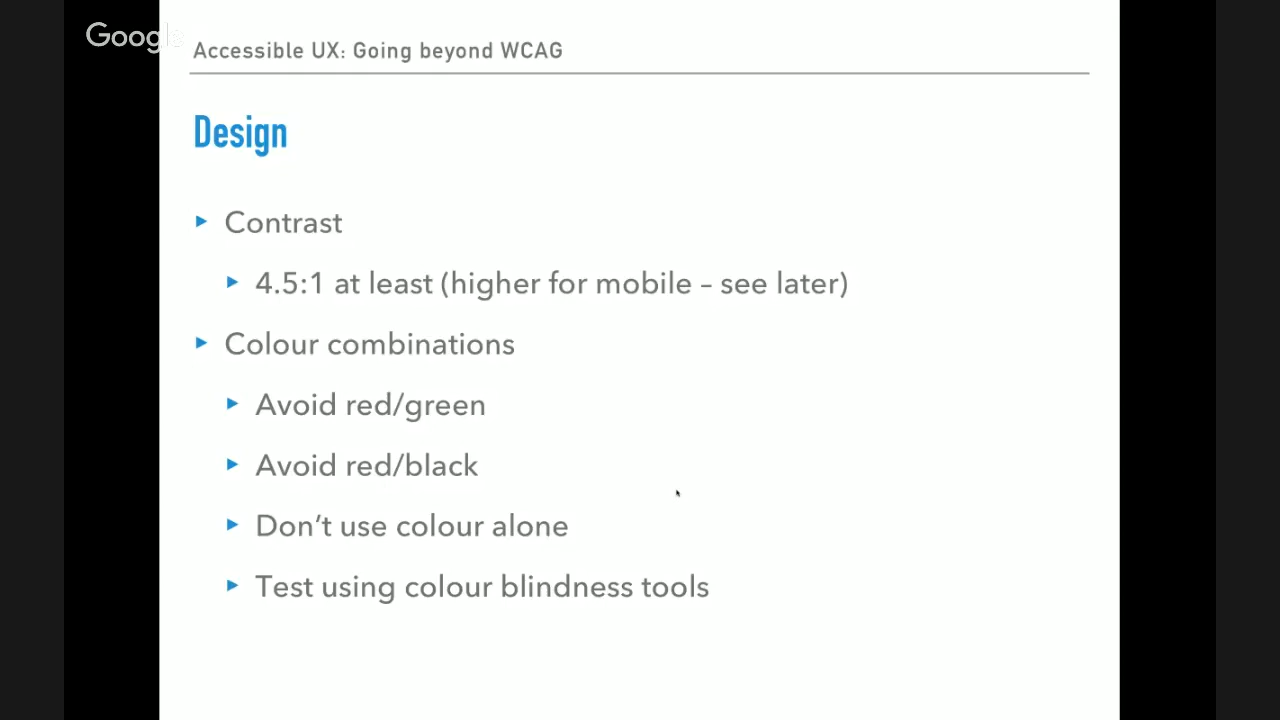 Google
Accessible UX: Going beyond WCAG
Design
Contrast
4.5:1 at least (higher for mobile – see later)
Colour combinations
Avoid red/green
Avoid red/black
Don't use colour alone
Test using colour blindness tools